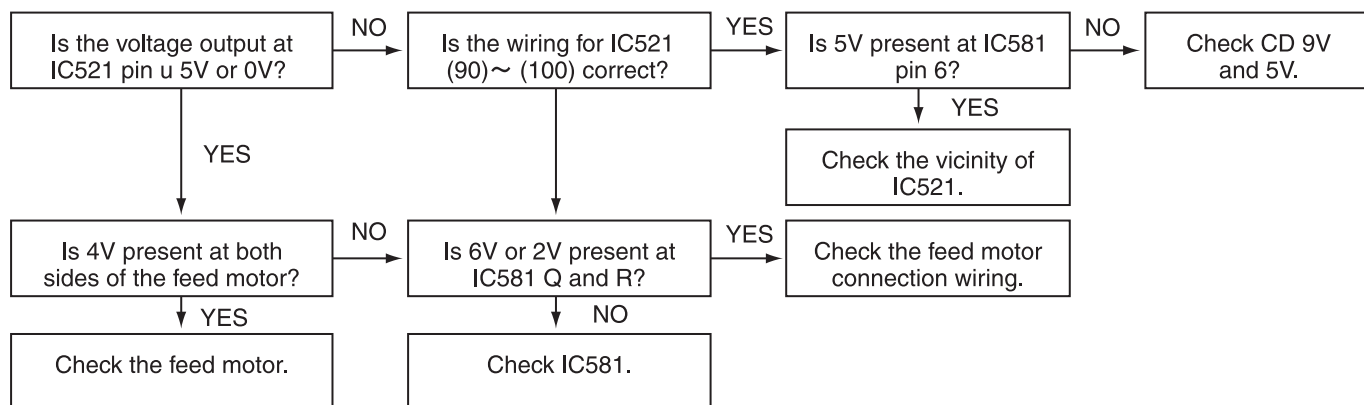 Is the voltage output at
IC521 pin u 5V or 0V?
NO
Is the wiring for IC521
(90)~ (100) correct?
YES
Is 5V present at IC581
pin 6?
NO
Check CD 9V
and 5V.
YES
YES
Check the vicinity of
IC521.
Is 4V present at both
sides of the feed motor?
NO
Is 6V or 2V present at
IC581 Q and R?
YES
Check the feed motor
connection wiring.
YES
NO
Check the feed motor.
Check IC581.